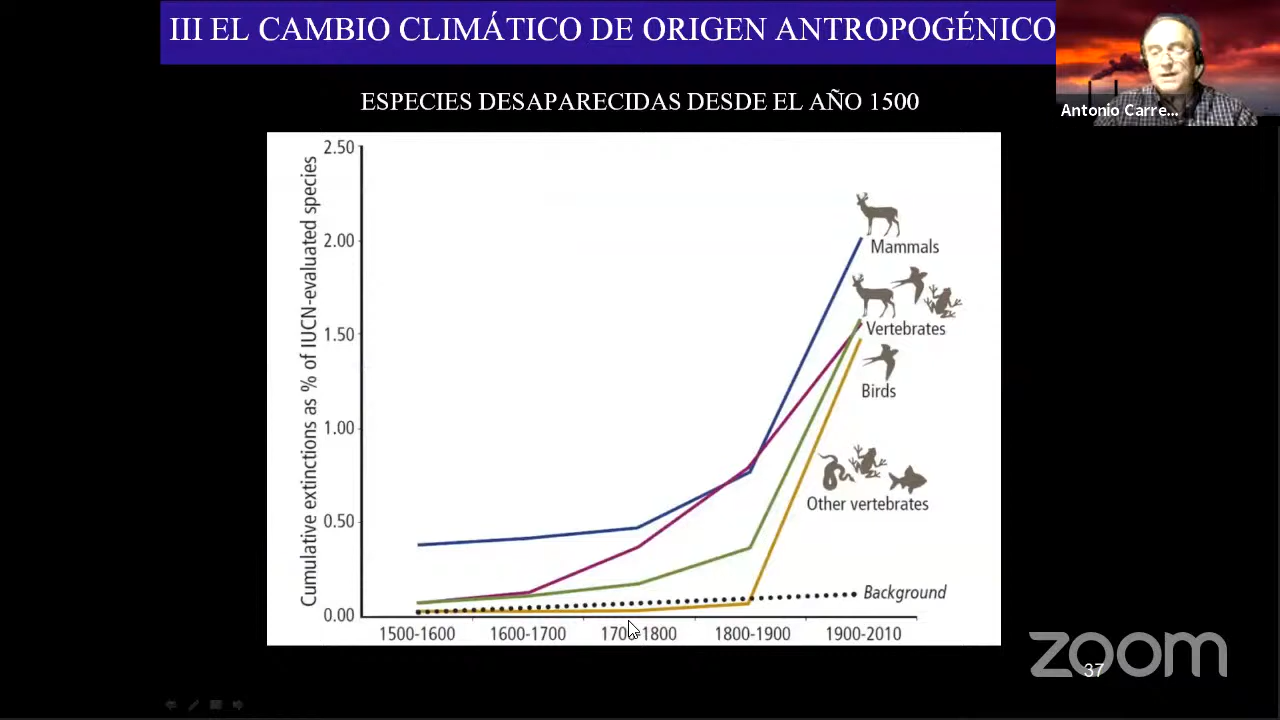 III EL CAMBIO CLIMÁTICO DE ORIGEN ANTROPOGÉNICO
Antonio Carre...
ESPECIES DESAPARECIDAS DESDE EL AÑO 1500
Cumulative extinctions as % of IUCN-evaluated species
2.50
2.00
1.50
1.00
0.50
0.00
Mammals
Vertebrates
Birds
Other vertebrates
Background
1500-1600
1600-1700
1700-1800
1800-1900
1900-2010
zoom
37